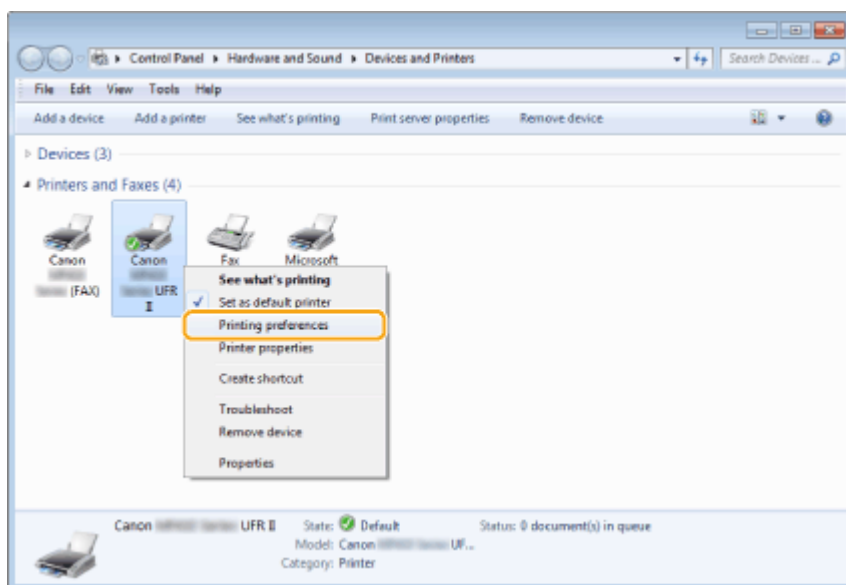 Control Panel ▸ Hardware and Sound ▸ Devices and Printers
Search Devices ...
File Edit View Tools Help
Add a device Add a printer See what's printing Print server properties Remove device
Devices (3)
Printers and Faxes (4)
Canon
(FAX)
Canon
UFR
II
Fax
Microsoft
See what's printing
Set as default printer
Printing preferences
Printer properties
Create shortcut
Troubleshoot
Remove device
Properties
Canon UFR II State: Default Status: 0 document(s) in queue
Model: Canon UF...
Category: Printer